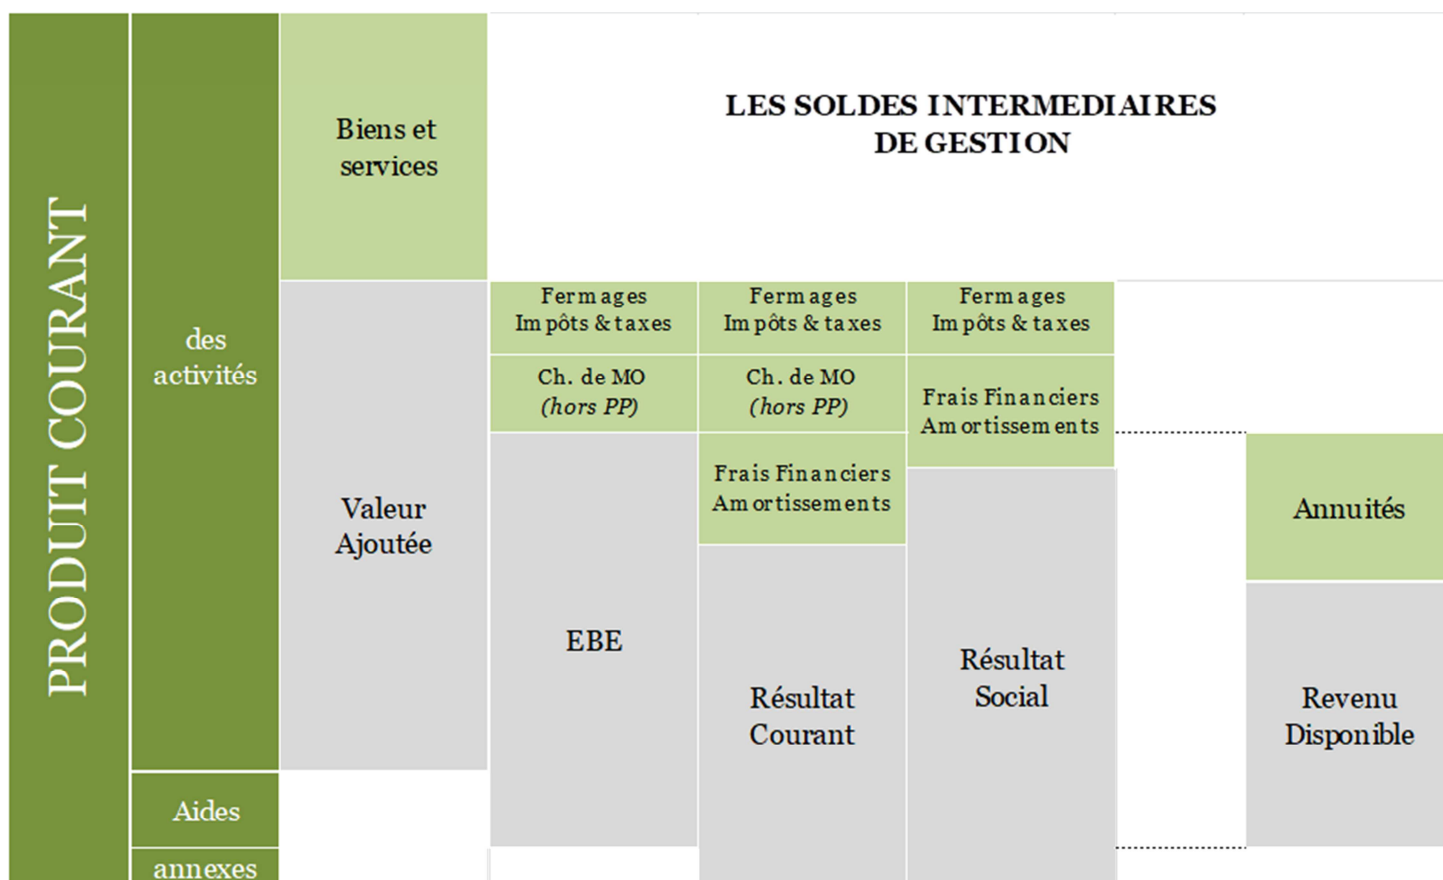 LES SOLDES INTERMEDIAIRES
DE GESTION
PRODUIT COURANT
des
activités
Aides
annexes
Biens et
services
Valeur
Ajoutée
Fermages
Impôts & taxes
Ch. de MO
(hors PP)
EBE
Fermages
Impôts & taxes
Ch. de MO
(hors PP)
Frais Financiers
Amortissements
Résultat
Courant
Fermages
Impôts & taxes
Frais Financiers
Amortissements
Résultat
Social
Annuités
Revenu
Disponible